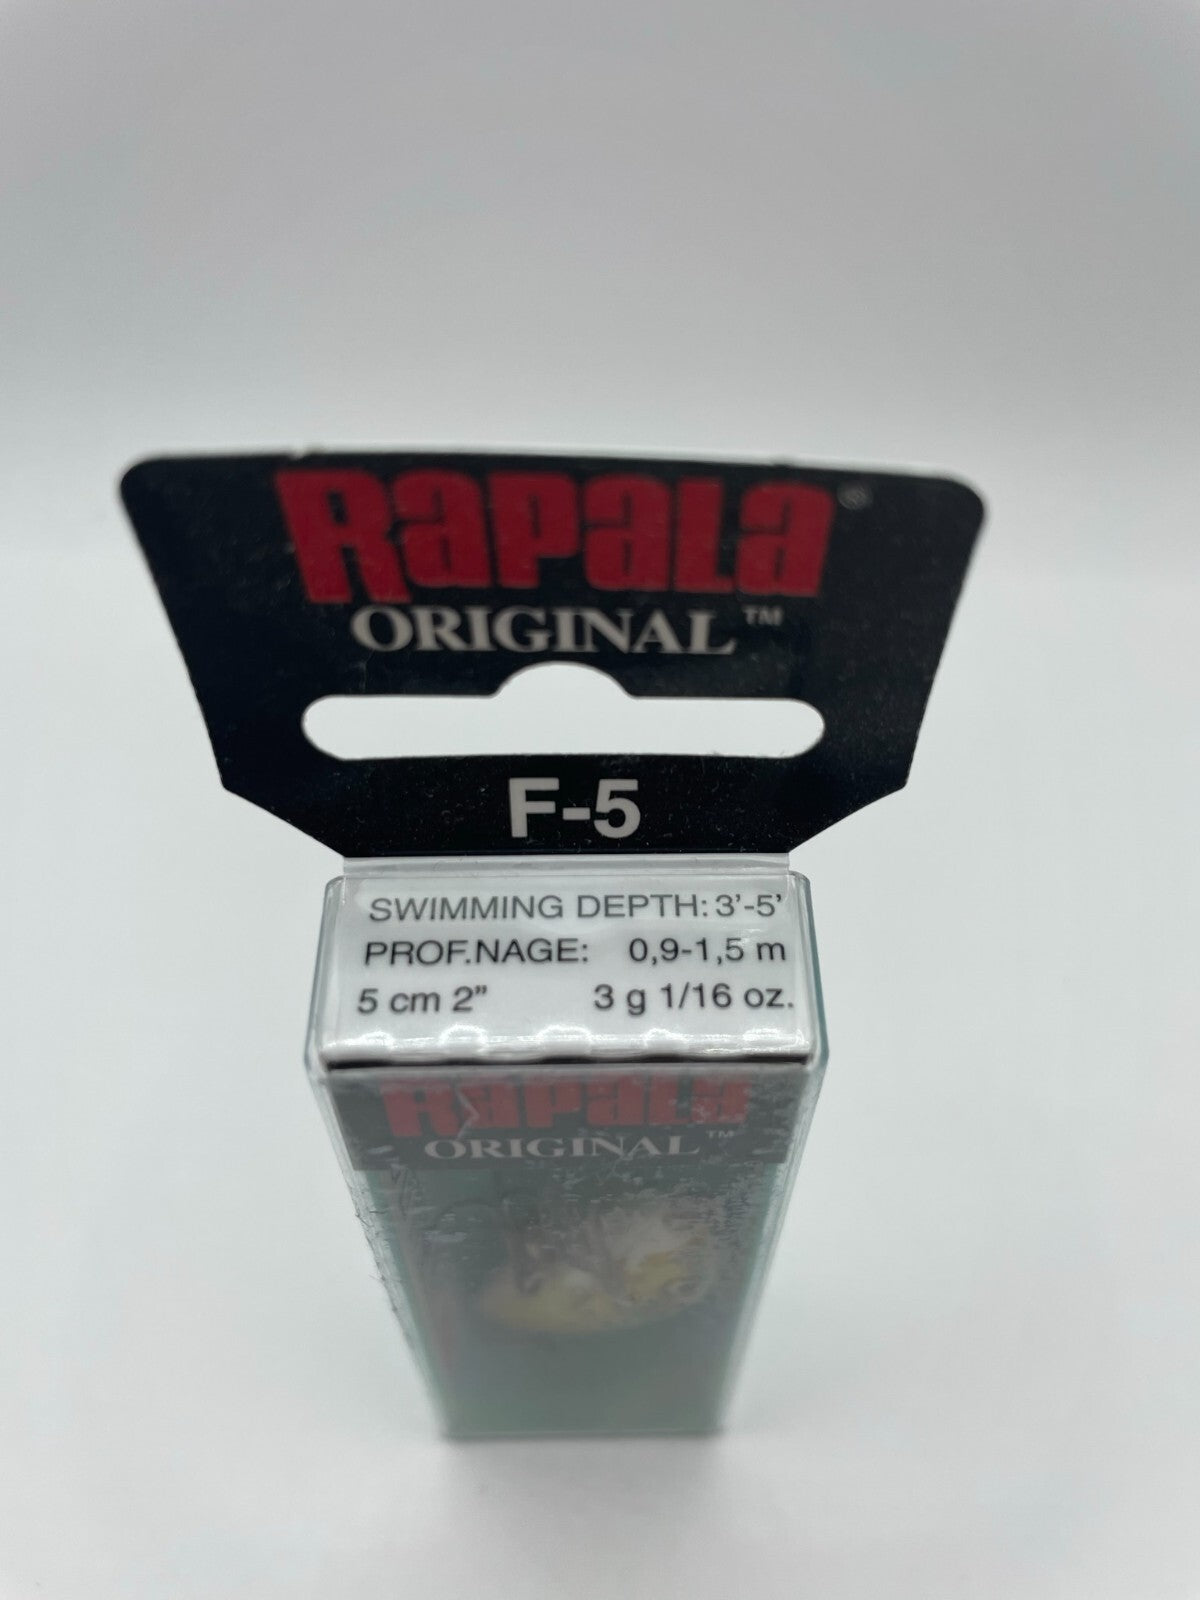 RAPALA®
ORIGINAL™
F-5
SWIMMING DEPTH: 3'-5'
PROF.NAGE: 0,9-1,5 m
5 cm 2" 3 g 1/16 oz.
RAPALA
ORIGINAL™